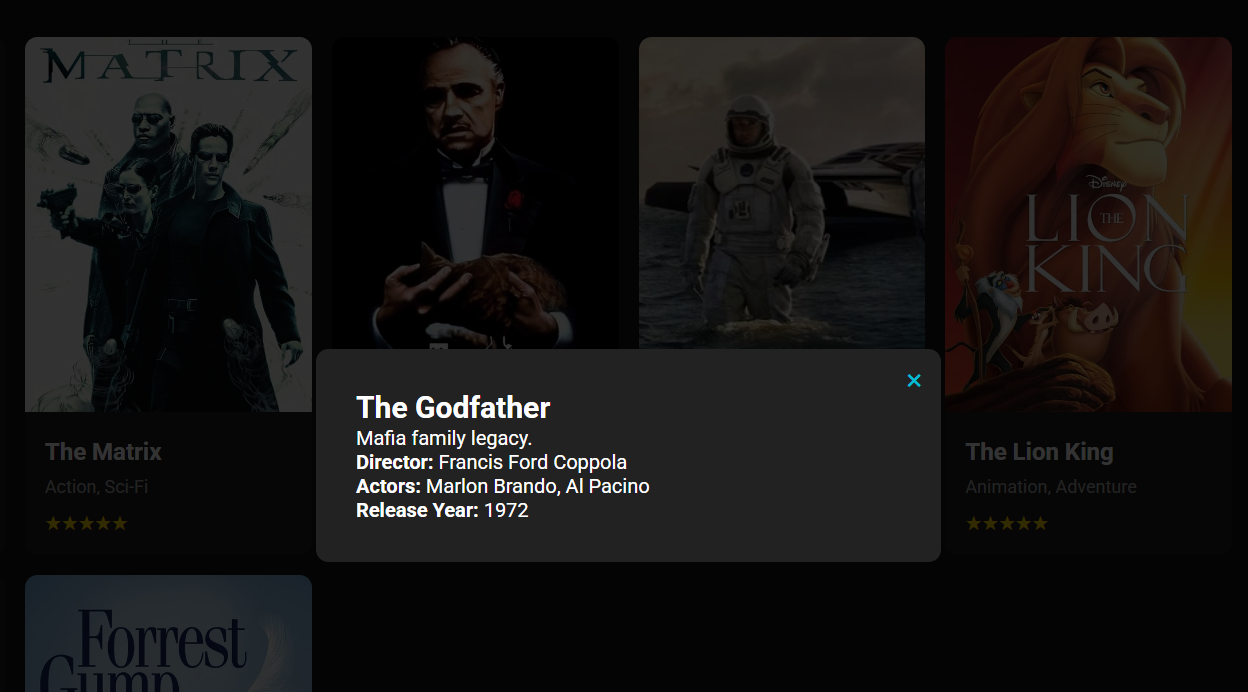 THE
MATRIX
Disney
THE
LION
KING
×
The Godfather
Mafia family legacy.
Director: Francis Ford Coppola
Actors: Marlon Brando, Al Pacino
Release Year: 1972
The Matrix
Action, Sci-Fi
★★★★★
The Lion King
Animation, Adventure
★★★★★
Forrest
Gump